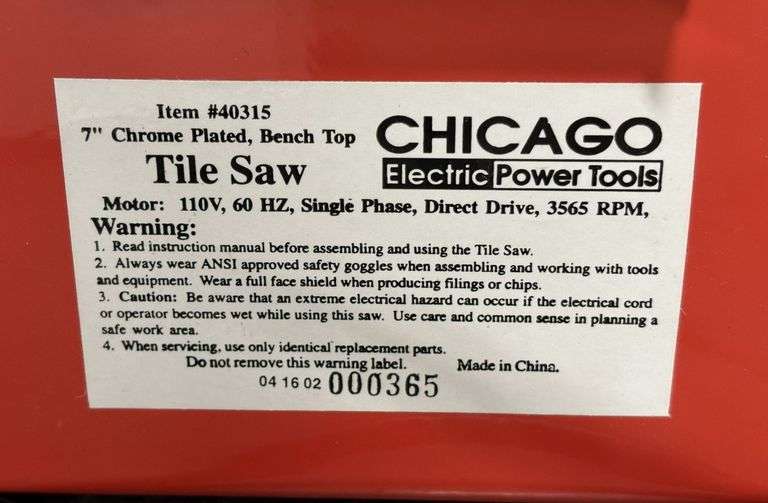 Item #40315
7" Chrome Plated, Bench Top
Tile Saw
CHICAGO
Electric Power Tools
Motor: 110V, 60 HZ, Single Phase, Direct Drive, 3565 RPM,
Warning:
1. Read instruction manual before assembling and using the Tile Saw.
2. Always wear ANSI approved safety goggles when assembling and working with tools
and equipment. Wear a full face shield when producing filings or chips.
3. Caution: Be aware that an extreme electrical hazard can occur if the electrical cord
or operator becomes wet while using this saw. Use care and common sense in planning a
safe work area.
4. When servicing, use only identical replacement parts.
Do not remove this warning label. Made in China.
04 16 02 000365